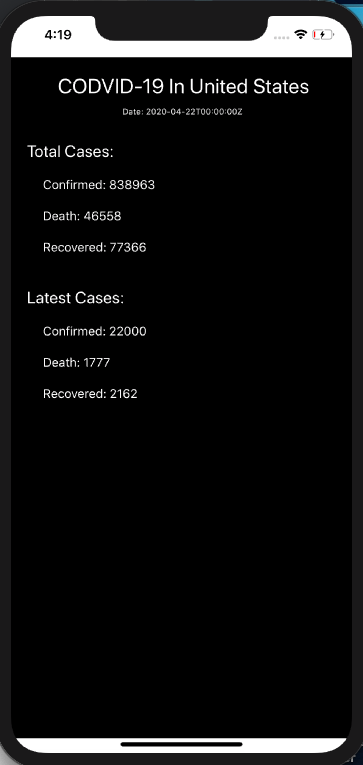 4:19
CODVID-19 In United States
Date: 2020-04-22T00:00:00Z
Total Cases:
Confirmed: 838963
Death: 46558
Recovered: 77366
Latest Cases:
Confirmed: 22000
Death: 1777
Recovered: 2162